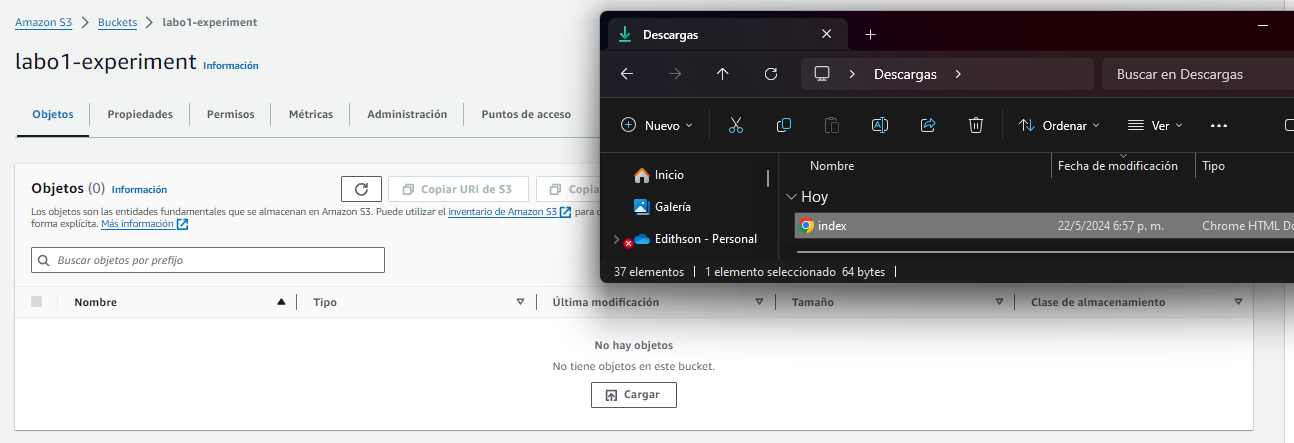 Amazon S3 > Buckets > labo1-experiment
labo1-experiment Información
Objetos Propiedades Permisos Métricas Administración Puntos de acceso
Objetos (0) Información
Copiar URI de S3
Copia
Los objetos son las entidades fundamentales que se almacenan en Amazon S3. Puede utilizar el inventario de Amazon S3 para
forma explícita. Más información
Buscar objetos por prefijo
Nombre Tipo Última modificación Tamaño Clase de almacenamiento
No hay objetos
No tiene objetos en este bucket.
Cargar
Descargas
Descargas
Buscar en Descargas
Nuevo Ordenar Ver
Inicio
Galería
Edithson - Personal
Nombre Fecha de modificación Tipo
Hoy
index 22/5/2024 6:57 p. m. Chrome HTML Do
37 elementos 1 elemento seleccionado 64 bytes